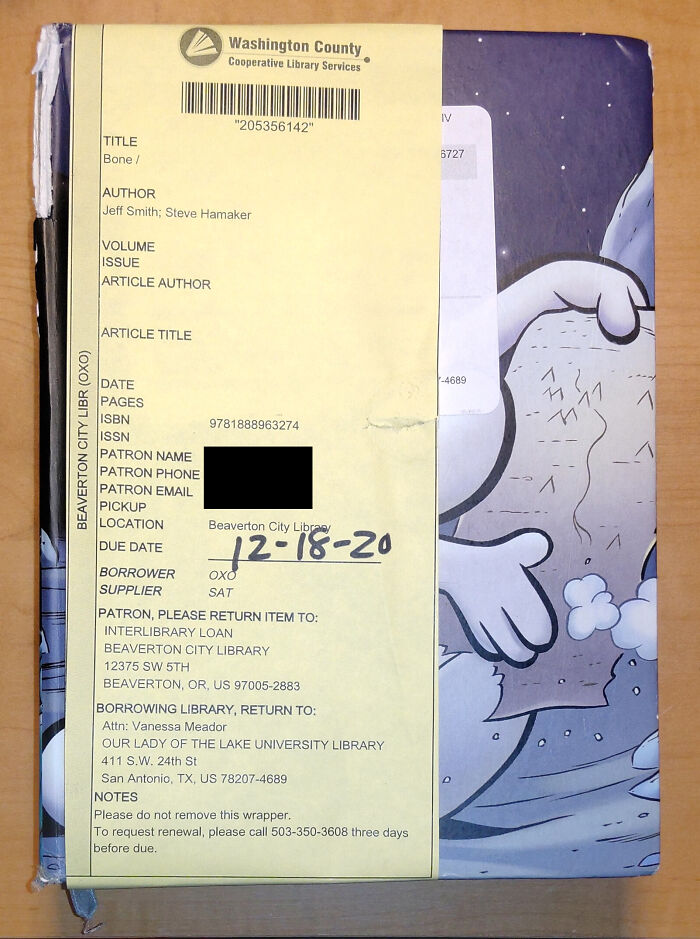 Washington County
Cooperative Library Services
"205356142"
TITLE
Bone /
AUTHOR
Jeff Smith; Steve Hamaker
VOLUME
ISSUE
ARTICLE AUTHOR
ARTICLE TITLE
DATE
PAGES
ISBN 9781888963274
ISSN
PATRON NAME
PATRON PHONE
PATRON EMAIL
PICKUP
LOCATION Beaverton City Library
DUE DATE 12-18-20
BORROWER OXO
SUPPLIER SAT
PATRON, PLEASE RETURN ITEM TO:
INTERLIBRARY LOAN
BEAVERTON CITY LIBRARY
12375 SW 5TH
BEAVERTON, OR, US 97005-2883
BORROWING LIBRARY, RETURN TO:
Attn: Vanessa Meador
OUR LADY OF THE LAKE UNIVERSITY LIBRARY
411 S.W. 24th St
San Antonio, TX, US 78207-4689
NOTES
Please do not remove this wrapper.
To request renewal, please call 503-350-3608 three days
before due.
BEAVERTON CITY LIBR (OXO)
IV
6727
-4689